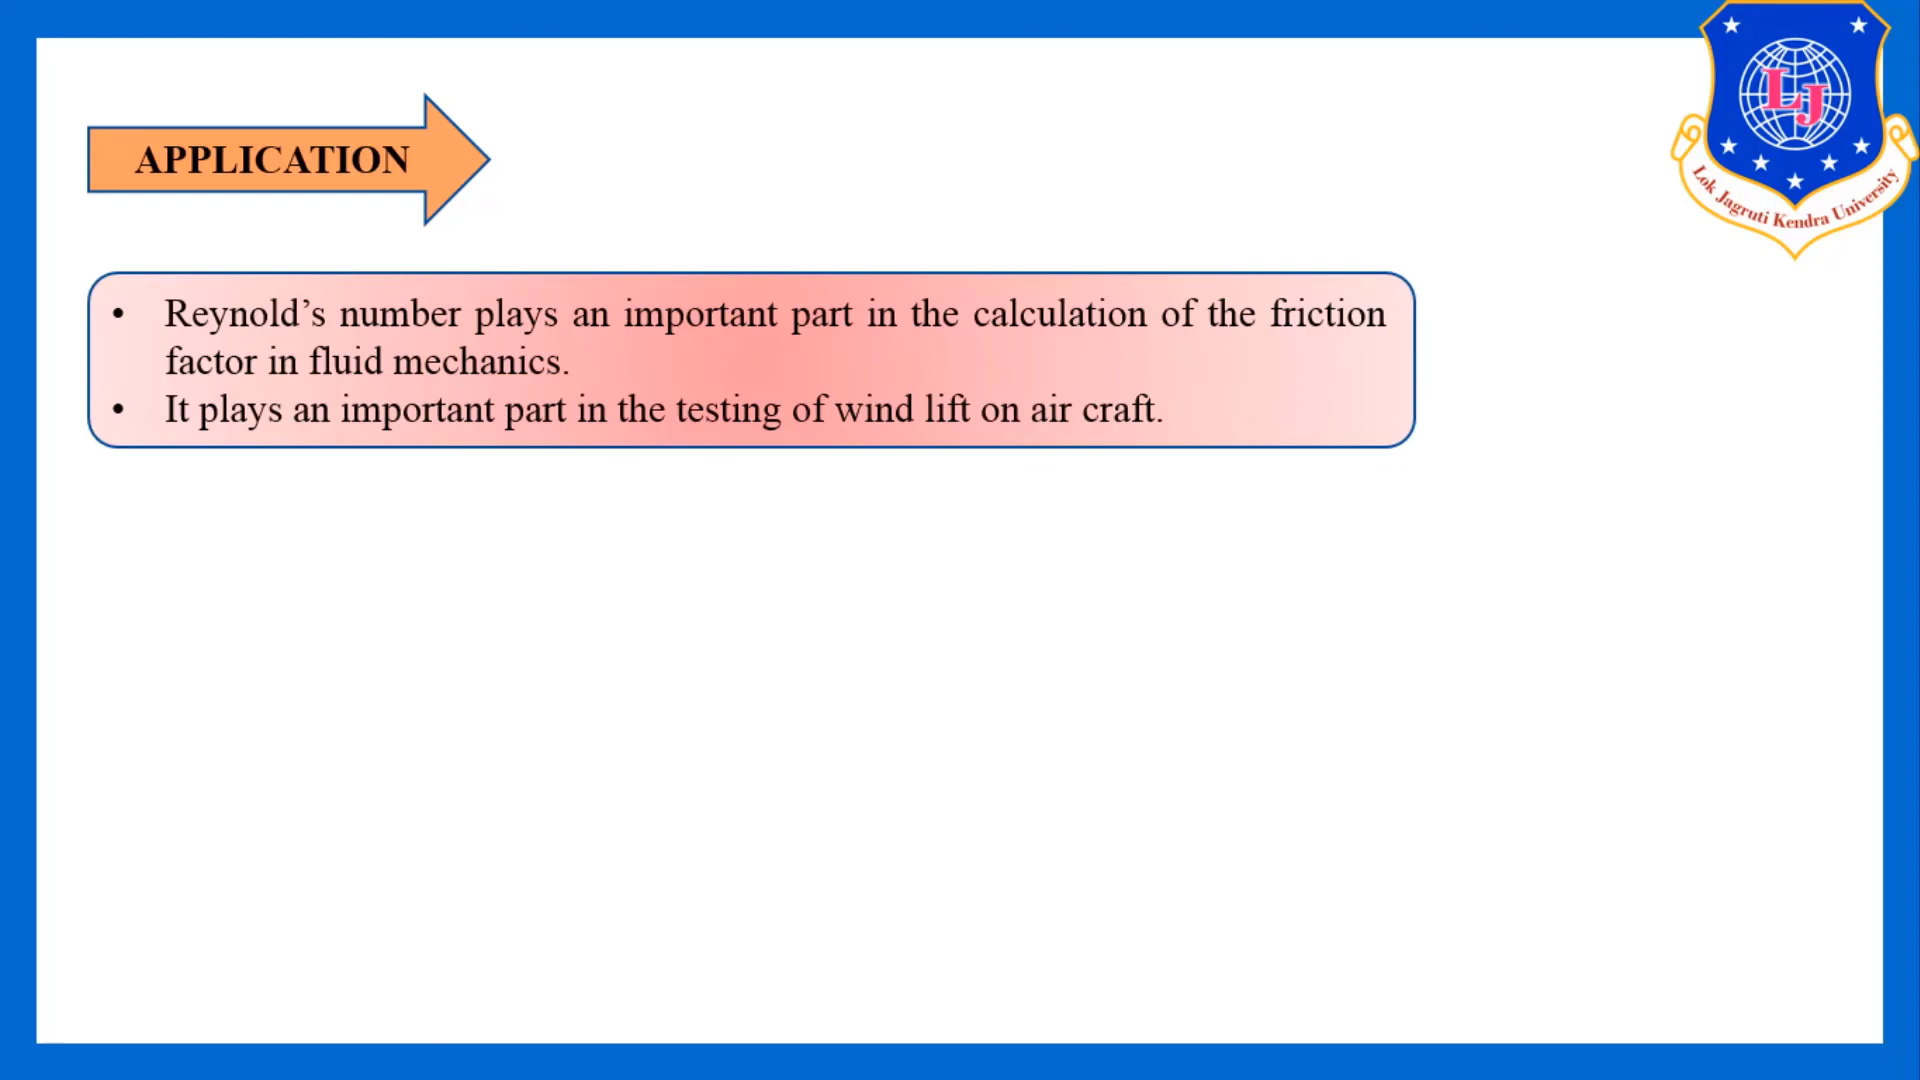 APPLICATION
LJ
Lok Jagruti Kendra University
• Reynold’s number plays an important part in the calculation of the friction
factor in fluid mechanics.
• It plays an important part in the testing of wind lift on air craft.